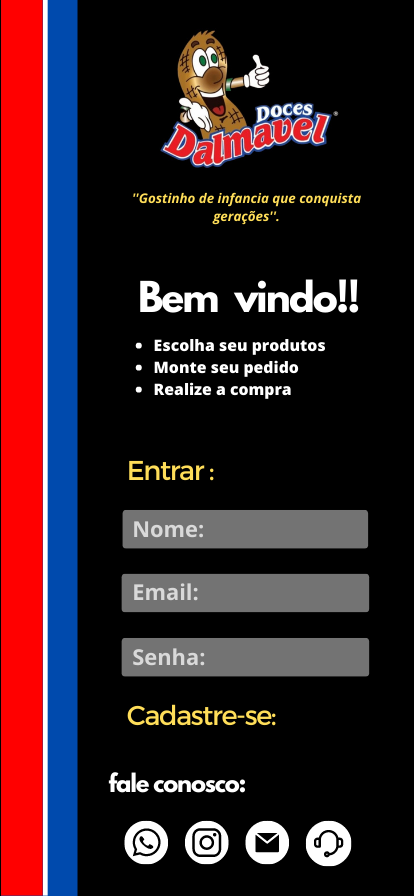 DOCES
Dalmavel
"Gostinho de infancia que conquista
gerações".
Bem vindo!!
• Escolha seu produtos
• Monte seu pedido
• Realize a compra
Entrar :
Nome:
Email:
Senha:
Cadastre-se:
fale conosco: